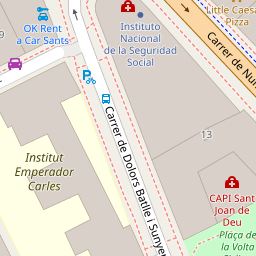 OK Rent
a Car Sants
Instituto
Nacional
de la Seguridad
Social
Little Caesa
Pizza
Carrer de Nu
Carrer de Dolors Batlle i Sunye
13
Institut
Emperador
Carles
CAPI Sant
Joan de
Deu
Plaça de
la Volta